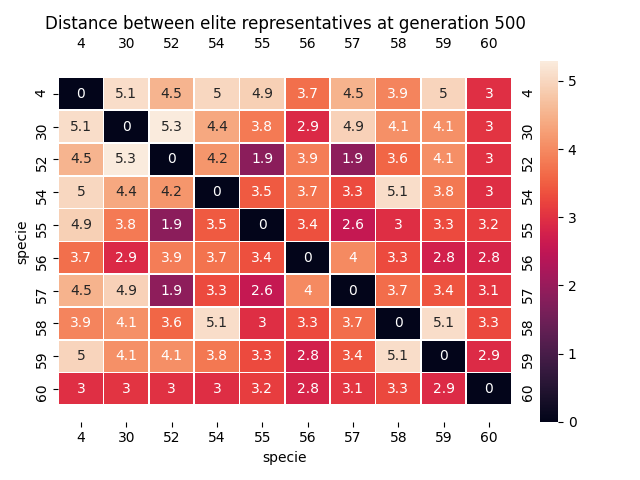 Distance between elite representatives at generation 500
4 30 52 54 55 56 57 58 59 60
4 0 5.1 4.5 5 4.9 3.7 4.5 3.9 5 3 4
30 5.1 0 5.3 4.4 3.8 2.9 4.9 4.1 4.1 3 30
52 4.5 5.3 0 4.2 1.9 3.9 1.9 3.6 4.1 3 52
54 5 4.4 4.2 0 3.5 3.7 3.3 5.1 3.8 3 54
55 4.9 3.8 1.9 3.5 0 3.4 2.6 3 3.3 3.2 55
56 3.7 2.9 3.9 3.7 3.4 0 4 3.3 2.8 2.8 56
57 4.5 4.9 1.9 3.3 2.6 4 0 3.7 3.4 3.1 57
58 3.9 4.1 3.6 5.1 3 3.3 3.7 0 5.1 3.3 58
59 5 4.1 4.1 3.8 3.3 2.8 3.4 5.1 0 2.9 59
60 3 3 3 3 3.2 2.8 3.1 3.3 2.9 0 60
4 30 52 54 55 56 57 58 59 60
specie
specie
5
4
3
2
1
0